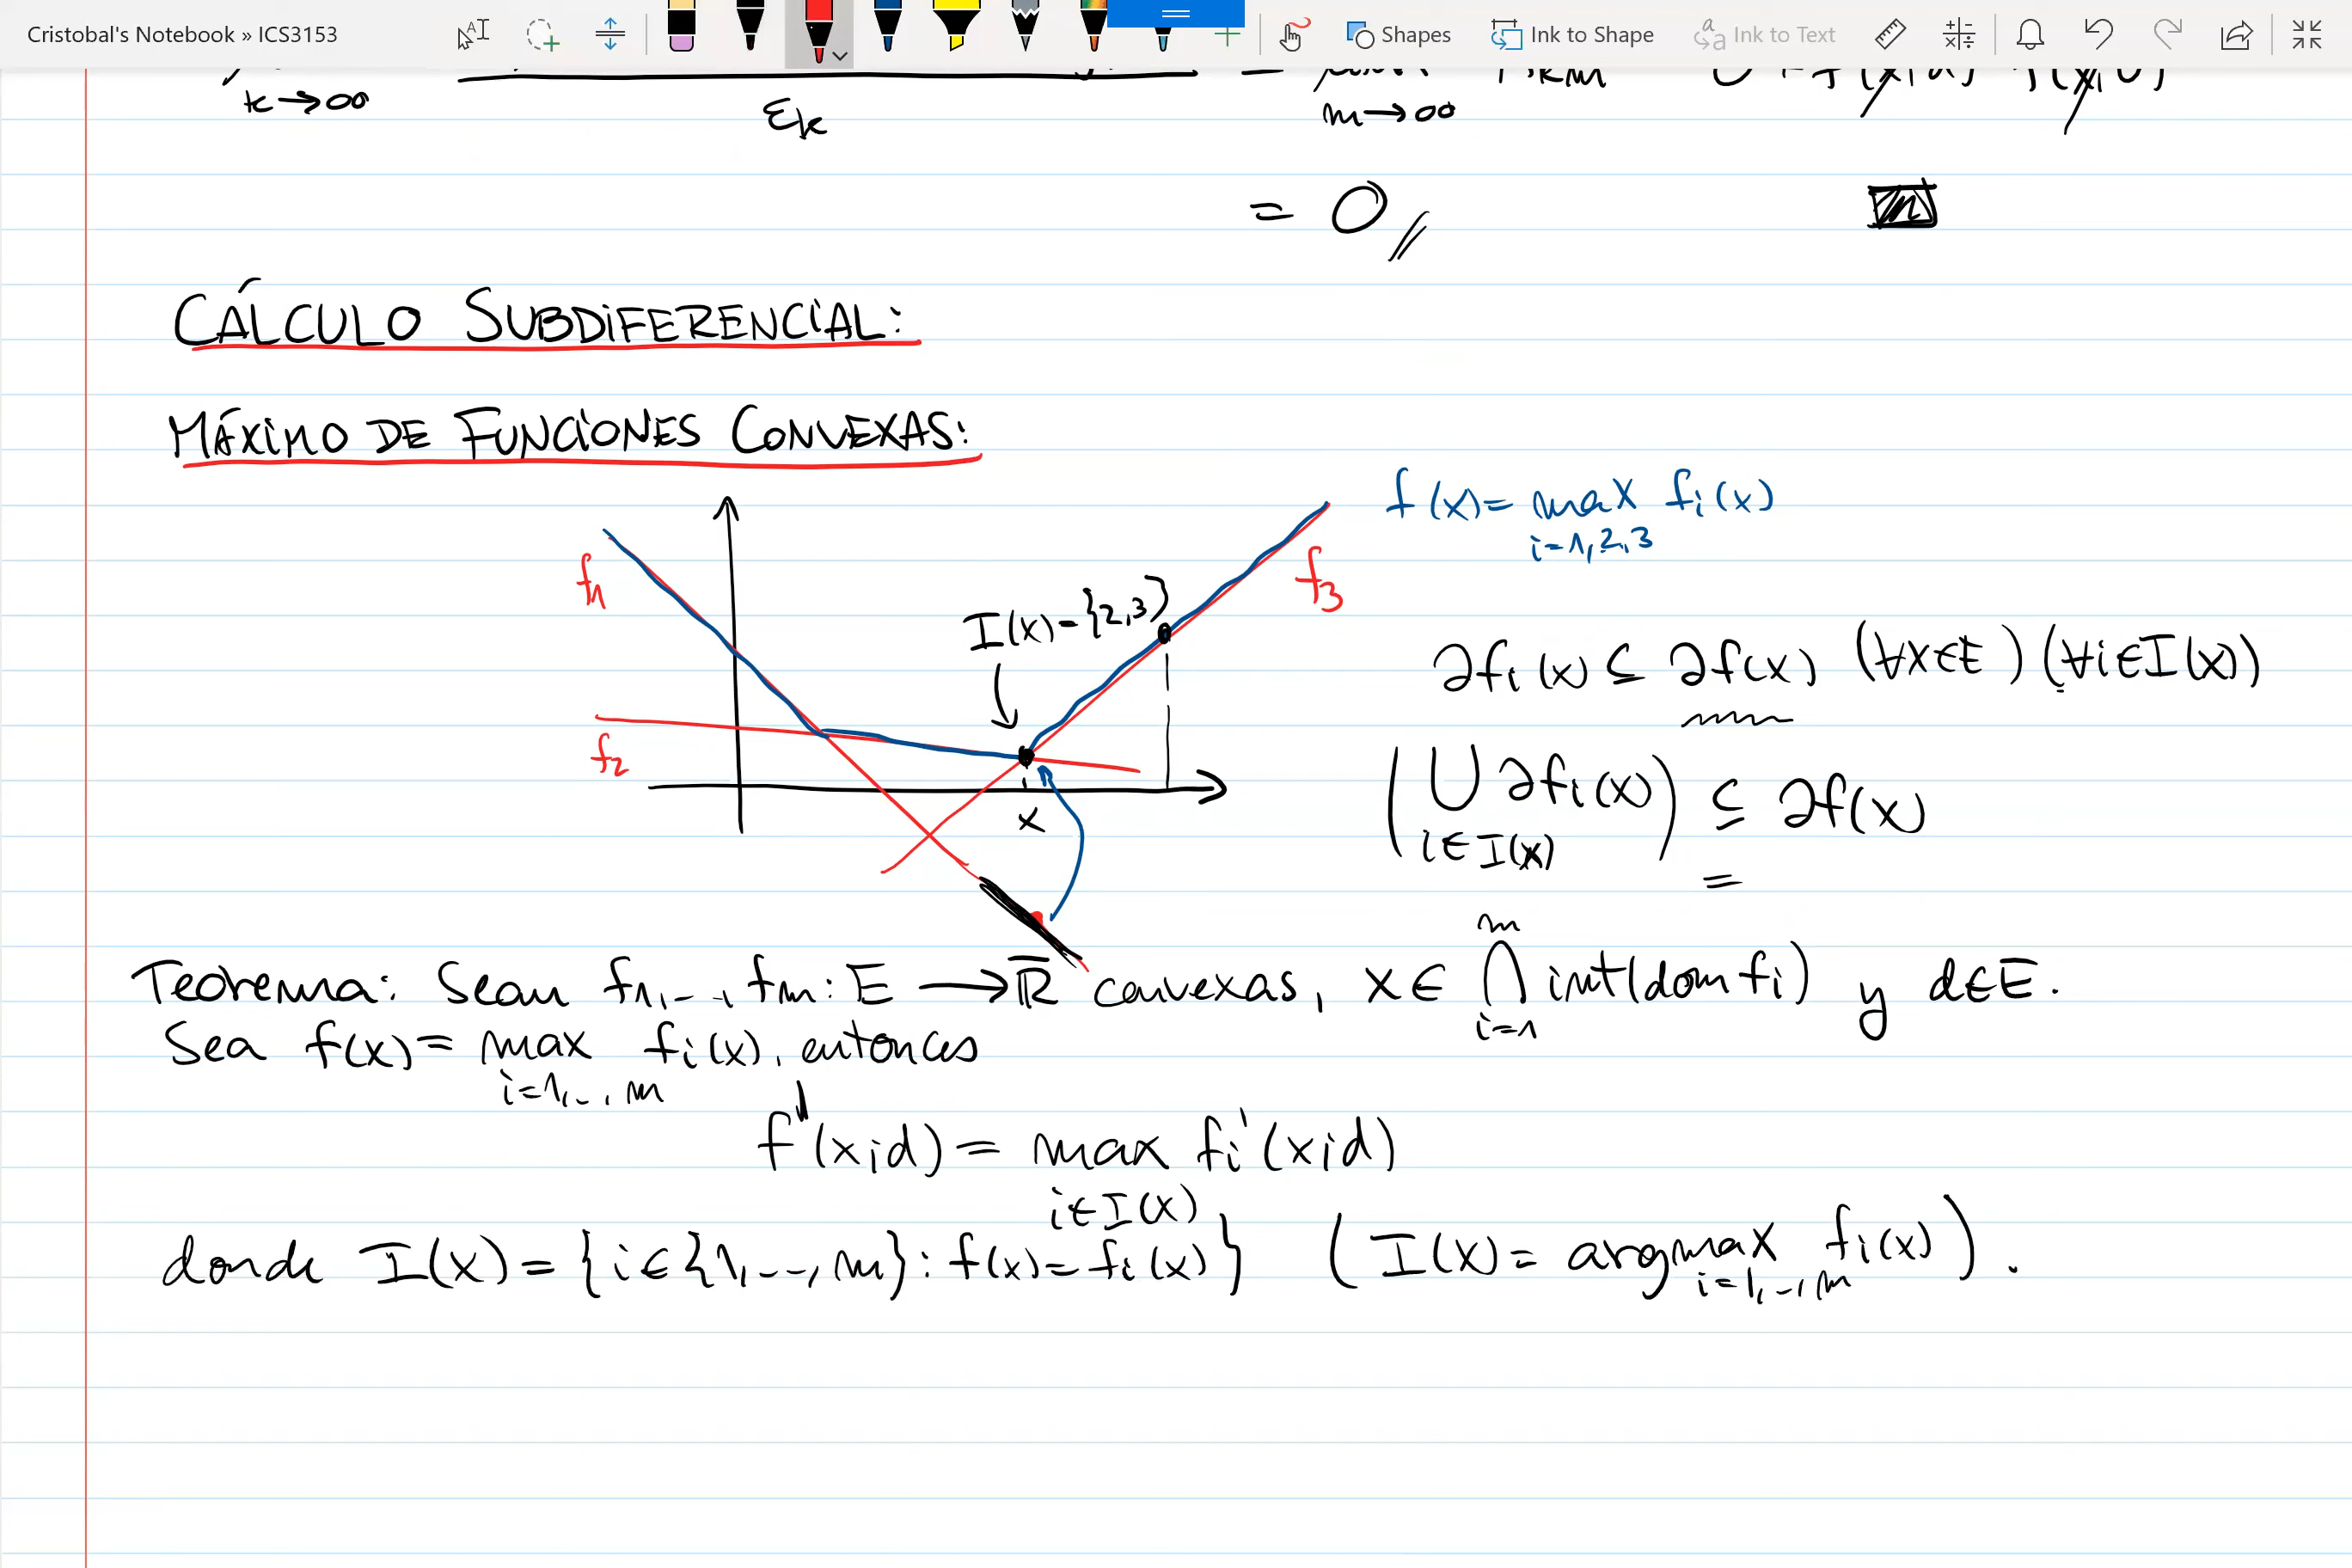 Cristobal's Notebook » ICS3153
Shapes
Ink to Shape
Ink to Text
k→∞ εk m→∞
= 0 //
CÁLCULO SUBDIFERENCIAL:
MÁXIMO DE FUNCIONES CONVEXAS:
f(x) = max fi(x)
i=1,2,3
f1
f3
I(x)={2,3}
f2
x
∂fi(x) ⊆ ∂f(x) (∀x∈E) (∀i∈I(x))
(⋃ ∂fi(x)) ⊆ ∂f(x)
i∈I(x)
=
Teorema: Sean f1,..,fm: E → R̅ convexas, x∈ ⋂_{i=1}^{m} int(dom fi) y d∈E.
Sea f(x) = max fi(x), entonces
i=1,..,m
f'(x;d) = max fi'(x;d)
i∈I(x)
donde I(x) = {i∈{1,--,m}: f(x)=fi(x)} (I(x)= argmax fi(x)).
i=1,-,m